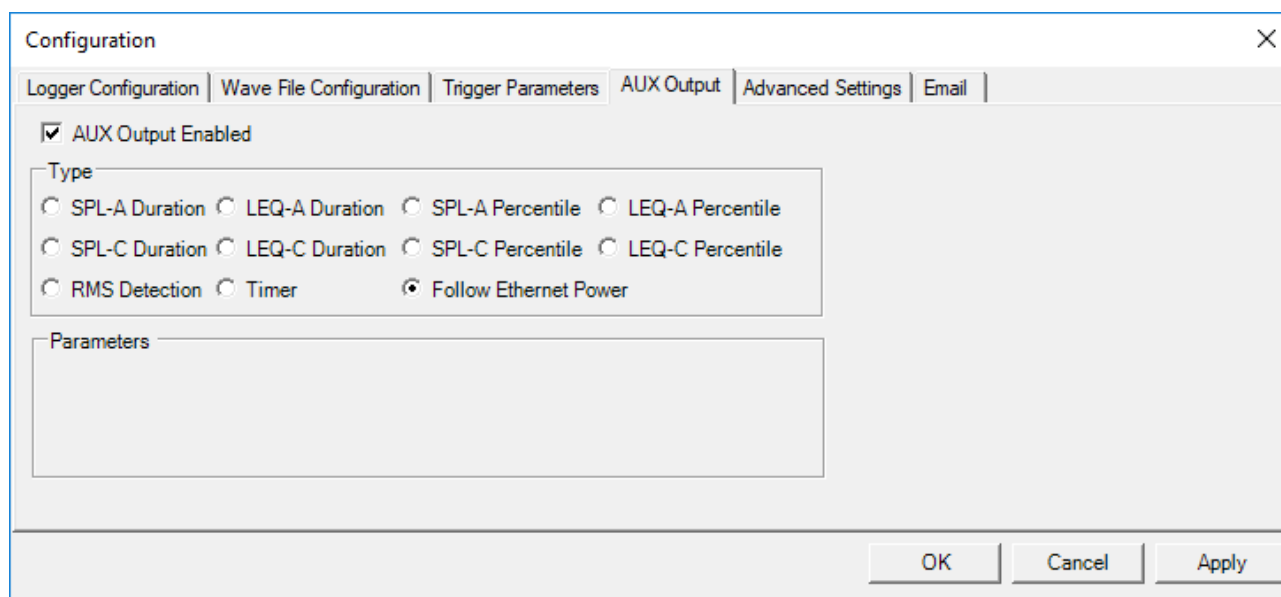 Configuration
Logger Configuration Wave File Configuration Trigger Parameters AUX Output Advanced Settings Email
AUX Output Enabled
Type
SPL-A Duration LEQ-A Duration SPL-A Percentile LEQ-A Percentile
SPL-C Duration LEQ-C Duration SPL-C Percentile LEQ-C Percentile
RMS Detection Timer Follow Ethernet Power
Parameters
OK Cancel Apply